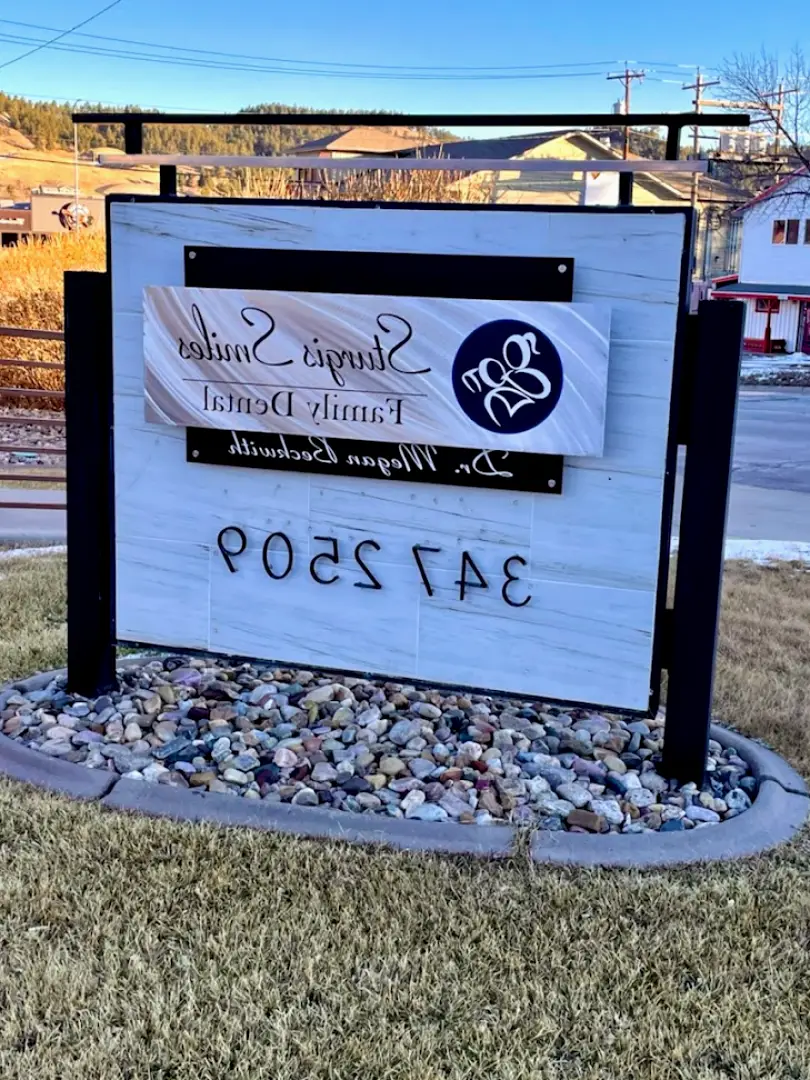 Sturgis Smiles
Family Dental
Dr. Megan Beckwith
347 2509